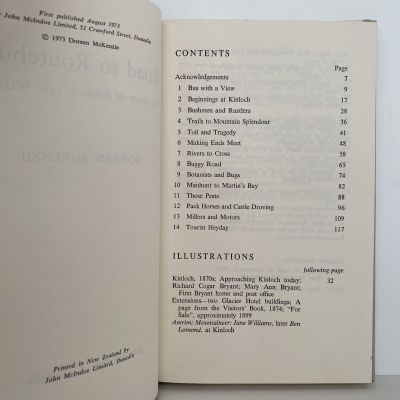 First published August 1973
by John McIndoe Limited, 51 Crawford Street, Dunedin
© 1973 Doreen McKenzie
Printed in New Zealand by
John McIndoe Limited, Dunedin
CONTENTS
Page
Acknowledgements 7
1 Bus with a View 9
2 Beginnings at Kinloch 17
3 Bushmen and Rustlers 28
4 Trails to Mountain Splendour 36
5 Toil and Tragedy 41
6 Making Ends Meet 48
7 Rivers to Cross 58
8 Buggy Road 65
9 Botanists and Bugs 74
10 Manhunt to Martin's Bay 82
11 Those Pests 88
12 Pack Horses and Cattle Droving 96
13 Millers and Motors 109
14 Tourist Heyday 117
ILLUSTRATIONS
following page
Kinloch, 1870s; Approaching Kinloch today; 32
Richard Cogar Bryant; Mary Ann Bryant;
First Bryant home and post office
Extensions—two Glacier Hotel buildings; A
page from the Visitors' Book, 1874; "For
Sale", approximately 1899
Antrim; Mountaineer; Jane Williams, later Ben
Lomond, at Kinloch